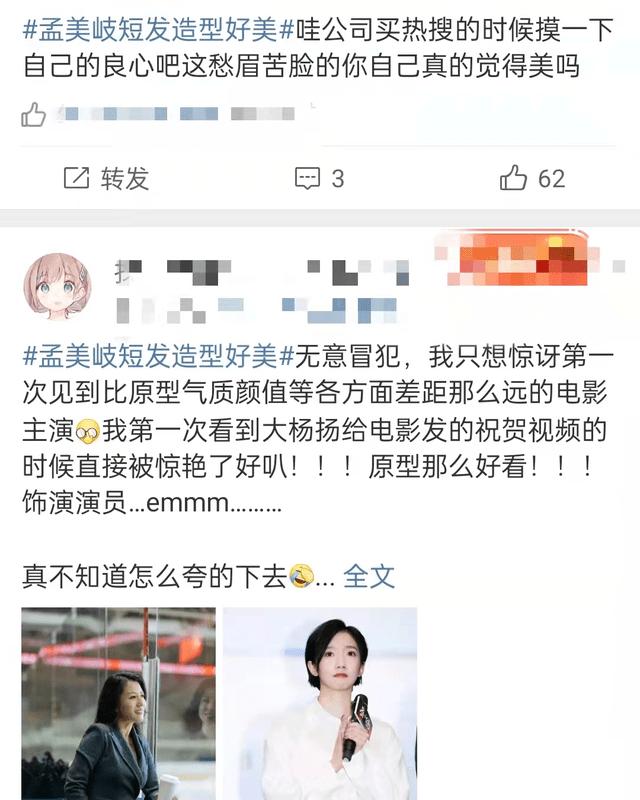 #孟美岐短发造型好美#哇公司买热搜的时候摸一下
自己的良心吧这愁眉苦脸的你自己真的觉得美吗
转发
3
62
#孟美岐短发造型好美#无意冒犯，我只想惊讶第一
次见到比原型气质颜值等各方面差距那么远的电影
主演我第一次看到大杨扬给电影发的祝贺视频的
时候直接被惊艳了好叭！！！原型那么好看！！！
饰演演员...emmm.........
真不知道怎么夸的下去... 全文